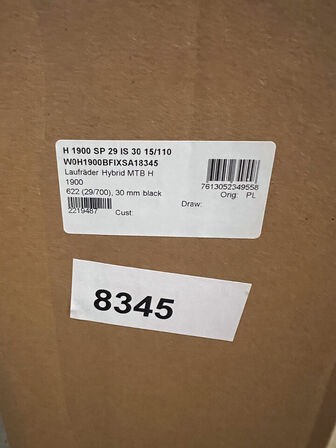 H 1900 SP 29 IS 30 15/110
W0H1900BFIXSA18345
Laufräder Hybrid MTB H
1900
622 (29/700), 30 mm black
2219487
Cust:
Draw:
7613052349558
Orig: PL
8345